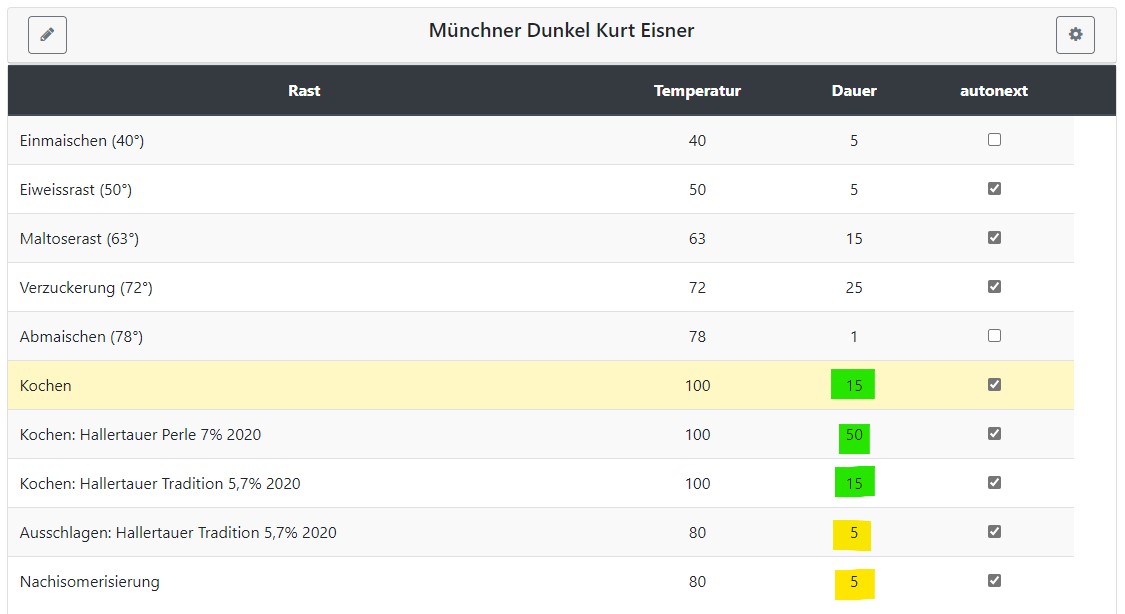 Münchner Dunkel Kurt Eisner
Rast Temperatur Dauer autonext
Einmaischen (40°) 40 5
Eiweissrast (50°) 50 5
Maltoserast (63°) 63 15
Verzuckerung (72°) 72 25
Abmaischen (78°) 78 1
Kochen 100 15
Kochen: Hallertauer Perle 7% 2020 100 50
Kochen: Hallertauer Tradition 5,7% 2020 100 15
Ausschlagen: Hallertauer Tradition 5,7% 2020 80 5
Nachisomerisierung 80 5